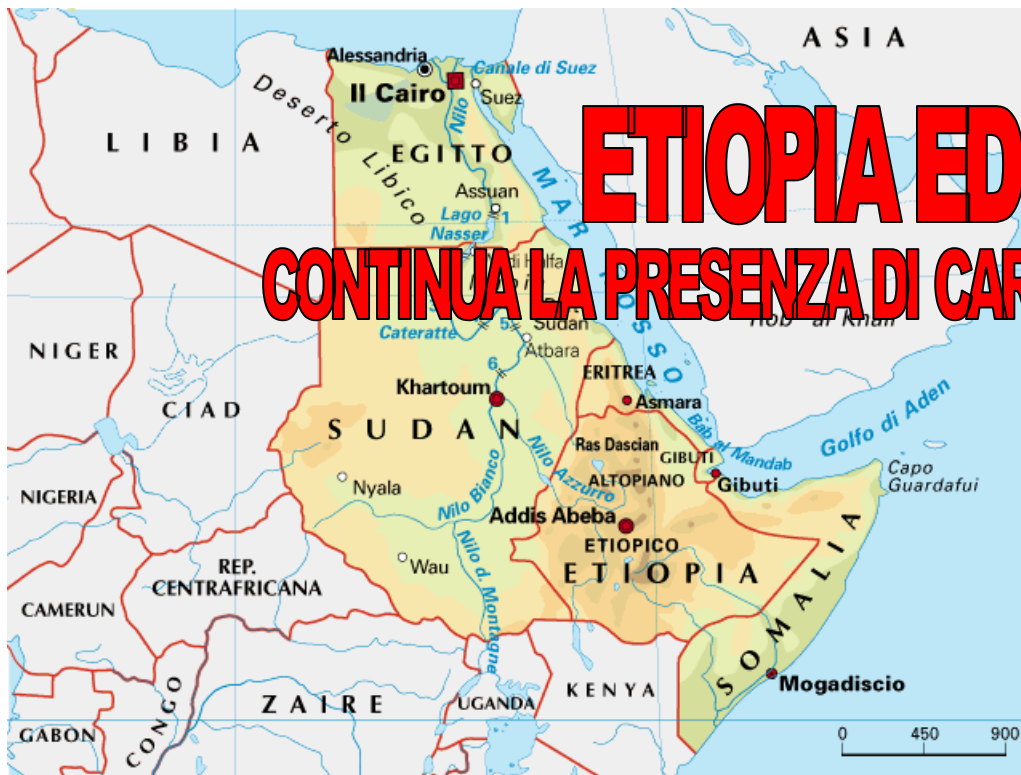 ASIA
Alessandria
Canale di Suez
Il Cairo
Suez
Nilo
Deserto Libico
LIBIA
EGITTO
ETIOPIA ED
MAR ROSSO
Assuan
1
Lago
Nasser
CONTINUA LA PRESENZA DI CAR
Sudan
5
Cateratte
Atbara
NIGER
6
ERITREA
Khartoum
Asmara
CIAD
SUDAN
Bab al Mandab
Golfo di Aden
Ras Dascian
GIBUTI
Nilo Azzurro
ALTOPIANO
Gibuti
Capo
Guardafui
Nyala
NIGERIA
Nilo Bianco
Addis Abeba
ETIOPICO
Wau
ETIOPIA
REP.
CENTRAFRICANA
Nilo d. Montagne
CAMERUN
SOMALIA
Mogadiscio
KENYA
UGANDA
ZAIRE
CONGO
GABON
0 450 900